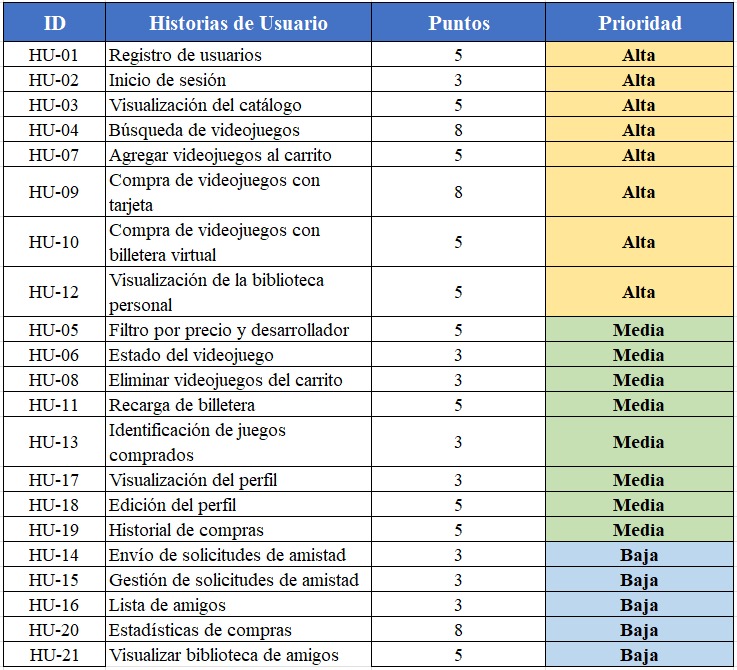 ID Historias de Usuario Puntos Prioridad
HU-01 Registro de usuarios 5 Alta
HU-02 Inicio de sesión 3 Alta
HU-03 Visualización del catálogo 5 Alta
HU-04 Búsqueda de videojuegos 8 Alta
HU-07 Agregar videojuegos al carrito 5 Alta
HU-09 Compra de videojuegos con
tarjeta 8 Alta
HU-10 Compra de videojuegos con
billetera virtual 5 Alta
HU-12 Visualización de la biblioteca
personal 5 Alta
HU-05 Filtro por precio y desarrollador 5 Media
HU-06 Estado del videojuego 3 Media
HU-08 Eliminar videojuegos del carrito 3 Media
HU-11 Recarga de billetera 5 Media
HU-13 Identificación de juegos
comprados 3 Media
HU-17 Visualización del perfil 3 Media
HU-18 Edición del perfil 5 Media
HU-19 Historial de compras 5 Media
HU-14 Envío de solicitudes de amistad 3 Baja
HU-15 Gestión de solicitudes de amistad 3 Baja
HU-16 Lista de amigos 3 Baja
HU-20 Estadísticas de compras 8 Baja
HU-21 Visualizar biblioteca de amigos 5 Baja